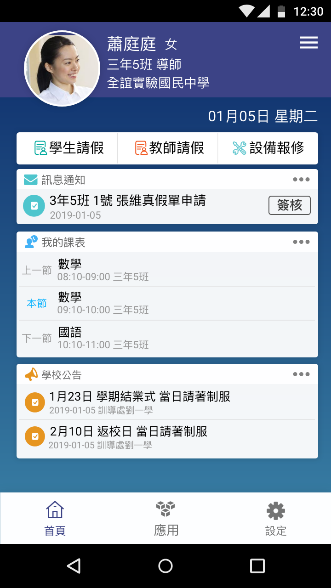 12:30
蕭庭庭 女
三年5班 導師
全誼實驗國民中學
01月05日 星期二
學生請假 教師請假 設備報修
訊息通知
3年5班 1號 張維真假單申請
簽核
2019-01-05
我的課表
上一節 數學
08:10-09:00 三年5班
本節 數學
09:10-10:00 三年5班
下一節 國語
10:10-11:00 三年5班
學校公告
1月23日 學期結業式 當日請著制服
2019-01-05 訓導處劉一學
2月10日 返校日 當日請著制服
2019-01-05 訓導處劉一學
首頁 應用 設定